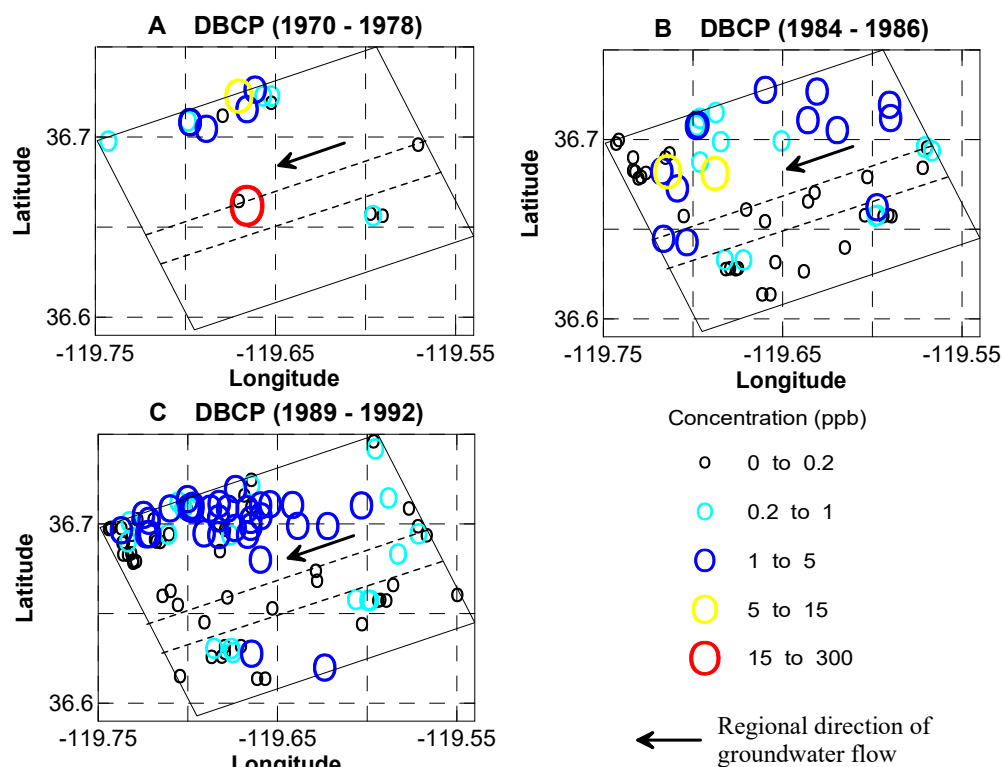 A DBCP (1970 - 1978)
Latitude
36.7
36.6
-119.75
-119.65
-119.55
Longitude
B DBCP (1984 - 1986)
Latitude
36.7
36.6
-119.75
-119.65
-119.55
Longitude
C DBCP (1989 - 1992)
Latitude
36.7
36.6
-119.75
-119.65
-119.55
Longitude
Concentration (ppb)
0 to 0.2
0.2 to 1
1 to 5
5 to 15
15 to 300
Regional direction of
groundwater flow